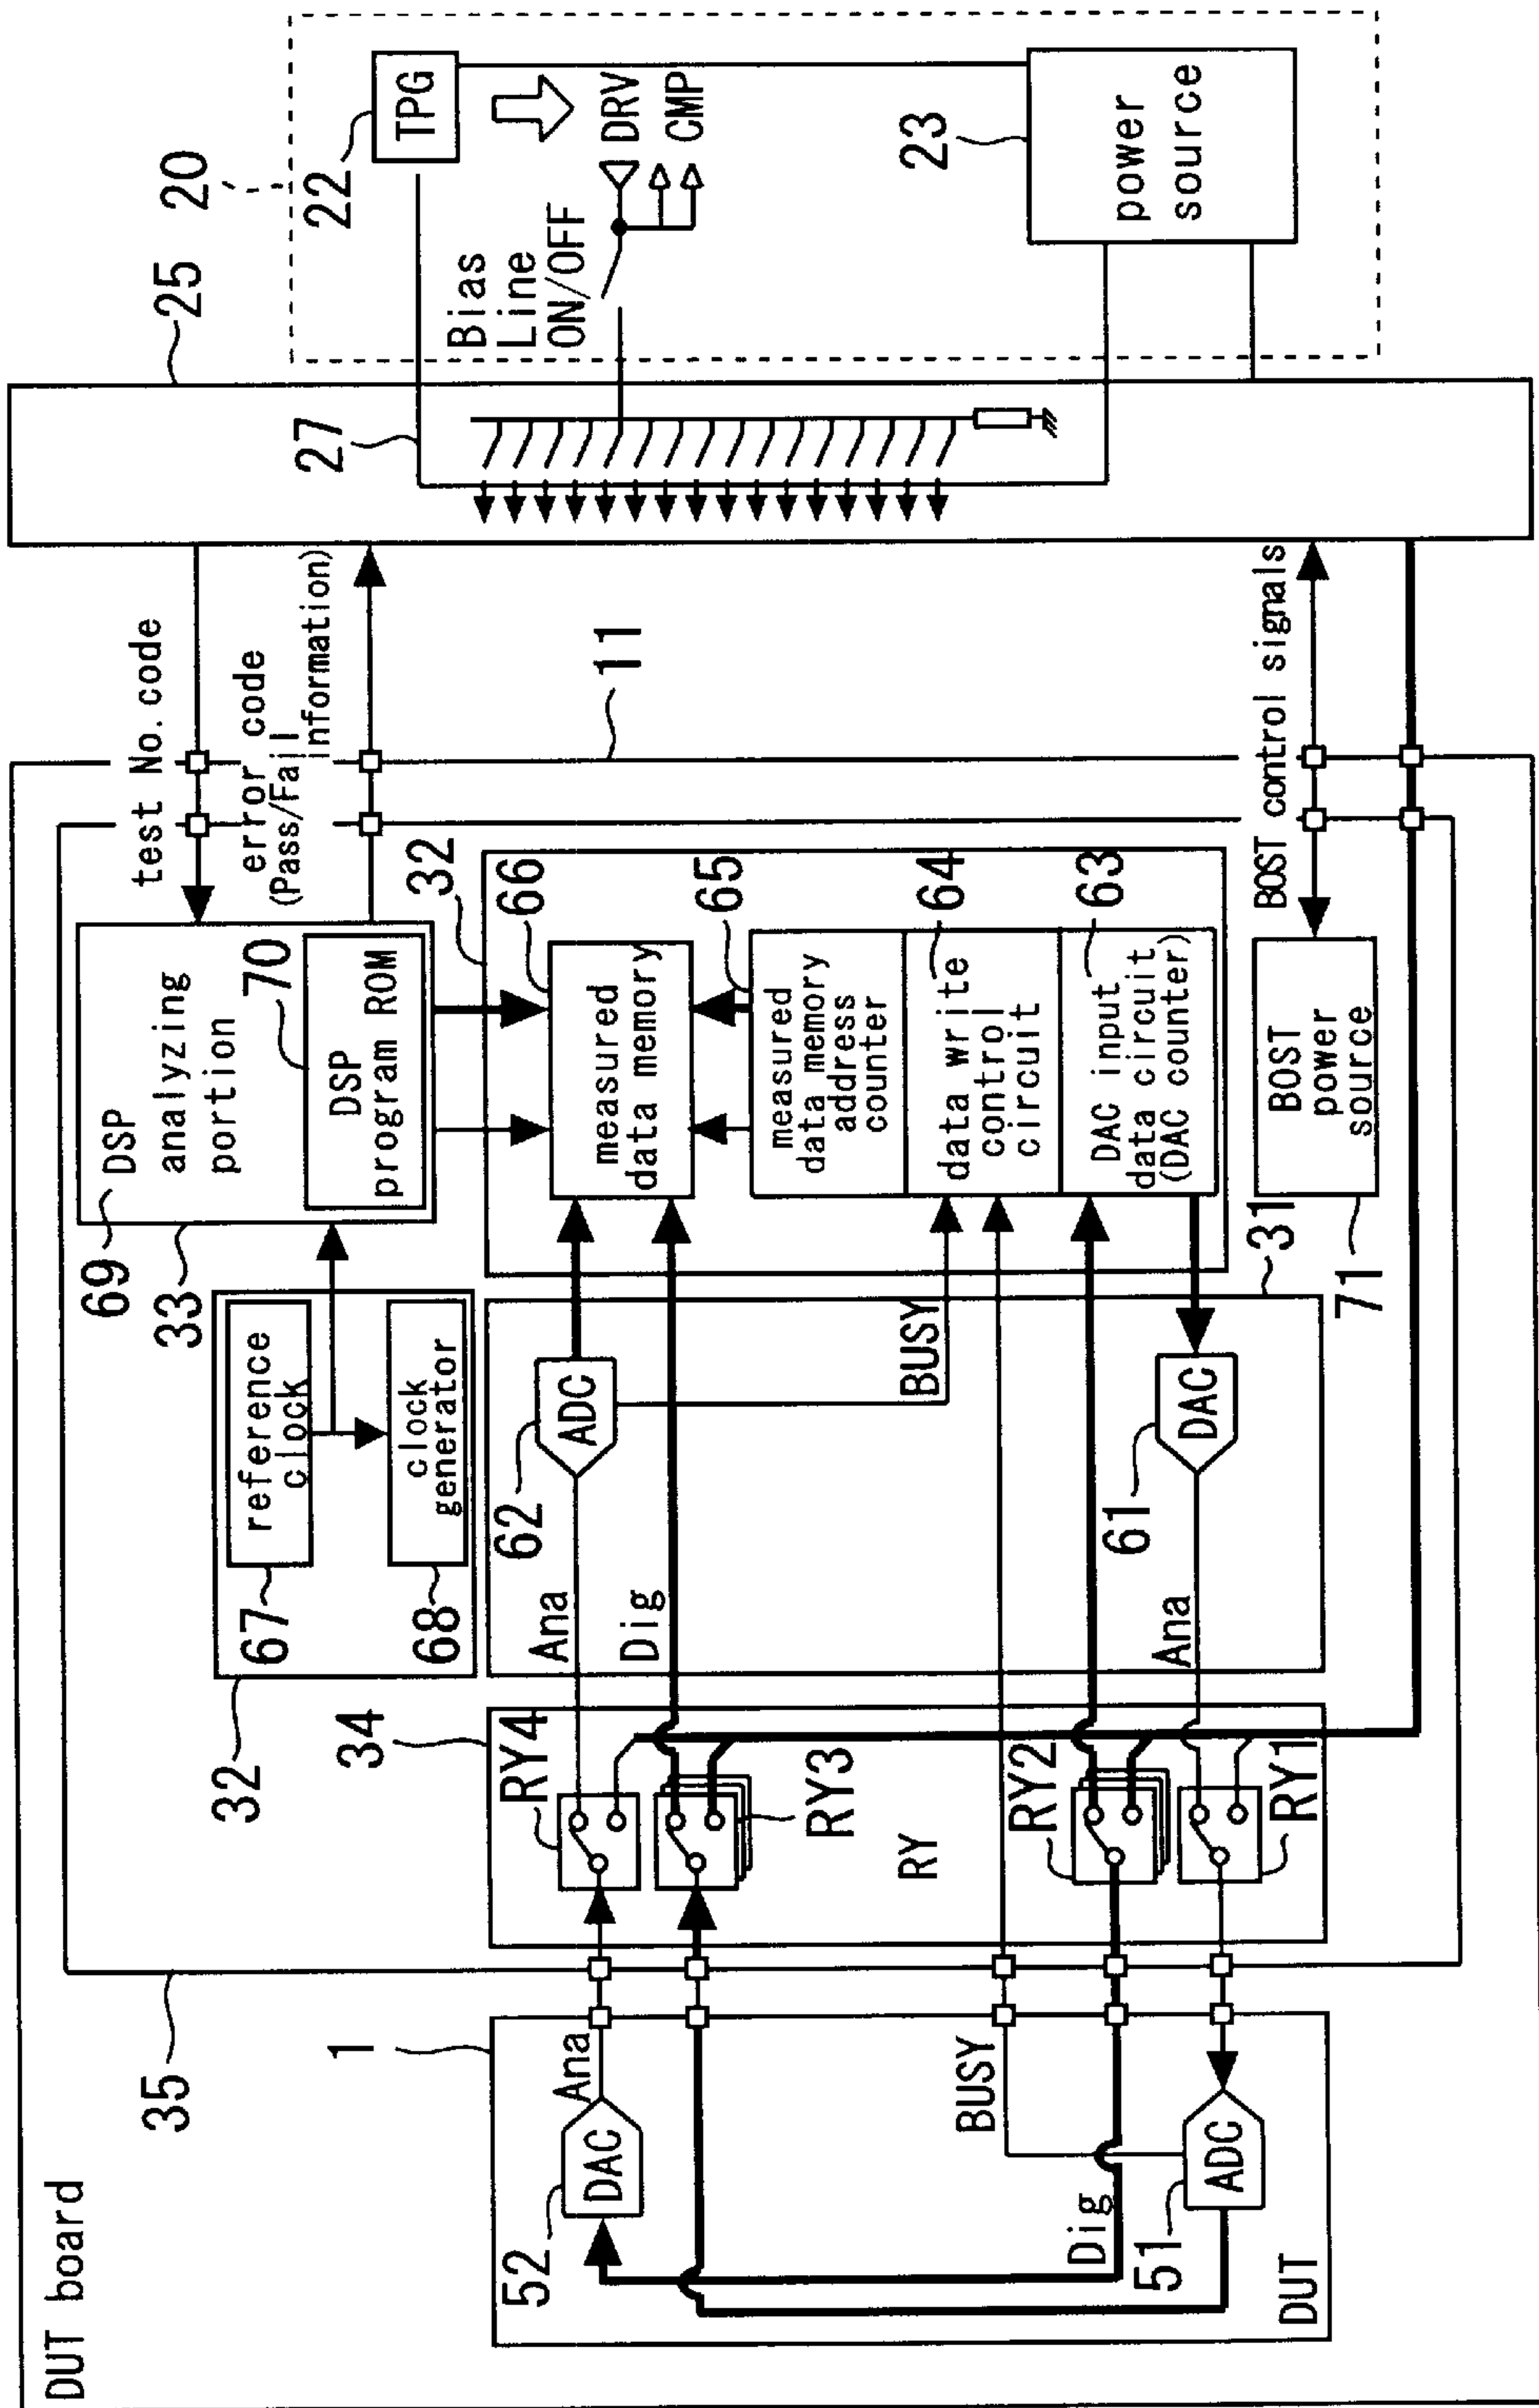 DUT board
35
1
52
DAC
Ana
BUSY
Dig
51
ADC
DUT
32
67
reference
clock
68
clock
generator
34
RY4
RY3
RY
RY2
RY1
Ana
Dig
62
ADC
BUSY
61
DAC
Ana
31
69
DSP
analyzing
portion
33
70
DSP
program ROM
32
66
measured
data memory
65
measured
data memory
address
counter
64
data write
control
circuit
63
DAC input
data circuit
(DAC counter)
BOST
power
source
71
test No.code
error code
(Pass/Fail
information)
11
BOST control signals
25
27
20
22
TPG
DRV
CMP
Bias
Line
ON/OFF
23
power
source